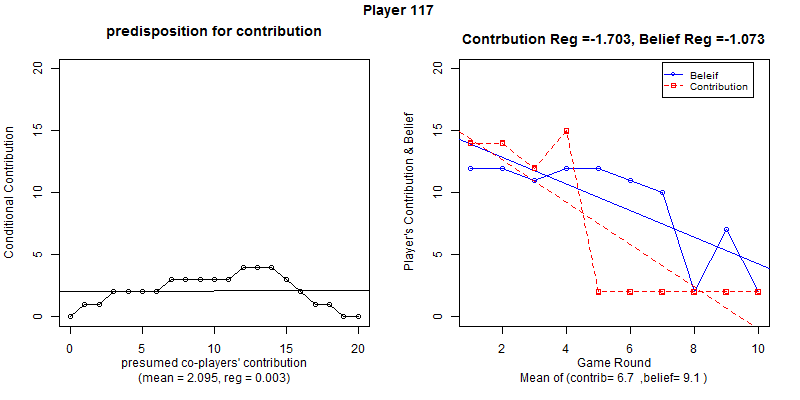 Player 117
predisposition for contribution
Conditional Contribution
20
15
10
5
0
0 5 10 15 20
presumed co-players' contribution
(mean = 2.095, reg = 0.003)
Contrbution Reg =-1.703, Belief Reg =-1.073
Player's Contribution & Belief
20
15
10
5
0
Beleif
Contribution
2 4 6 8 10
Game Round
Mean of (contrib= 6.7 ,belief= 9.1 )